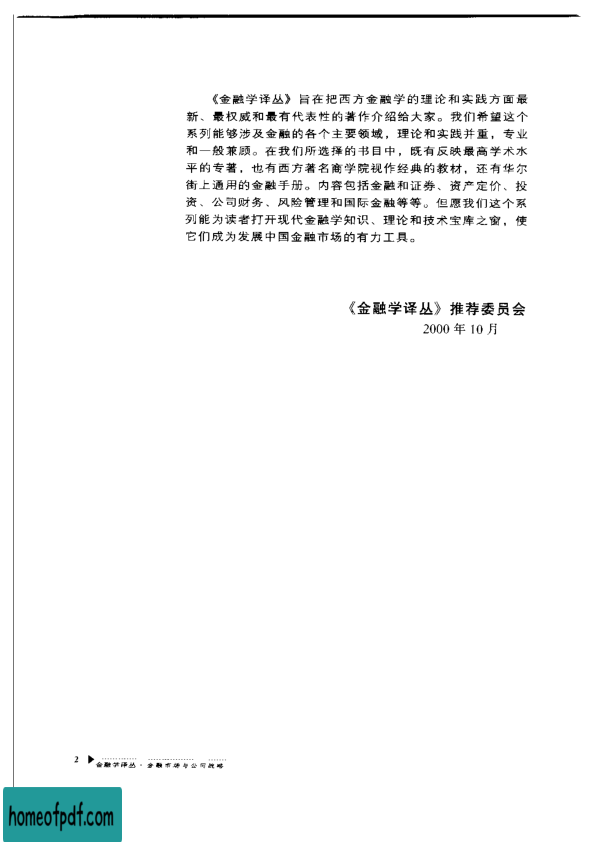 《金融学译丛》旨在把西方金融学的理论和实践方面最
新、最权威和最有代表性的著作介绍给大家。我们希望这个
系列能够涉及金融的各个主要领域，理论和实践并重，专业
和一般兼顾。在我们所选择的书目中，既有反映最高学术水
平的专著，也有西方著名商学院视作经典的教材，还有华尔
街上通用的金融手册。内容包括金融和证券、资产定价、投
资、公司财务、风险管理和国际金融等等。但愿我们这个系
列能为读者打开现代金融学知识、理论和技术宝库之窗，使
它们成为发展中国金融市场的有力工具。
《金融学译丛》推荐委员会
2000 年 10 月
2 ▶ 金融学译丛·金融市场与公司战略
homeofpdf.com